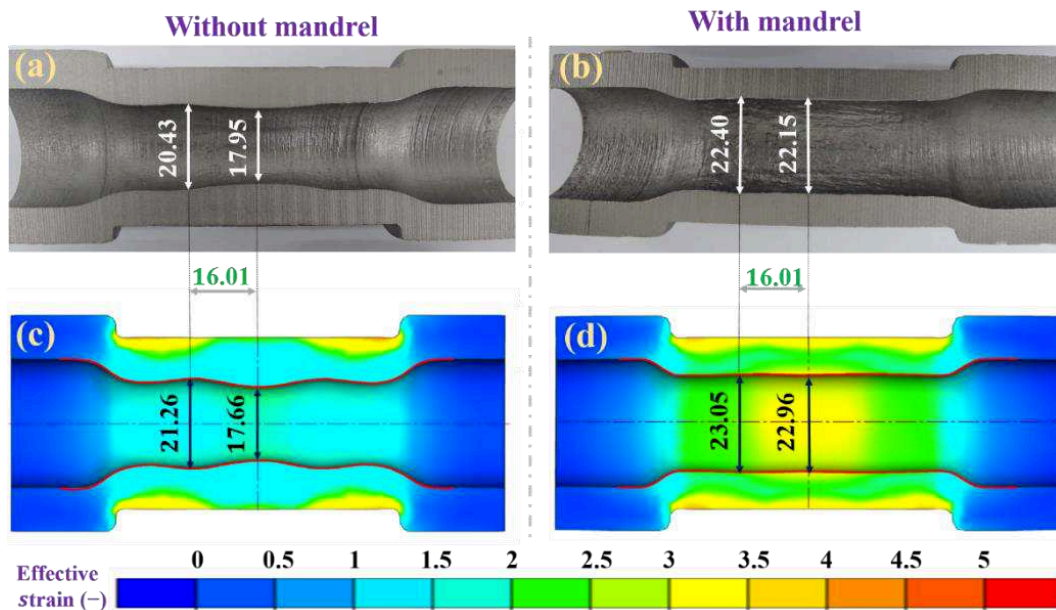 Without mandrel
With mandrel
(a)
20.43
17.95
(b)
22.40
22.15
16.01
16.01
(c)
21.26
17.66
(d)
23.05
22.96
Effective strain (−)
0 0.5 1 1.5 2 2.5 3 3.5 4 4.5 5